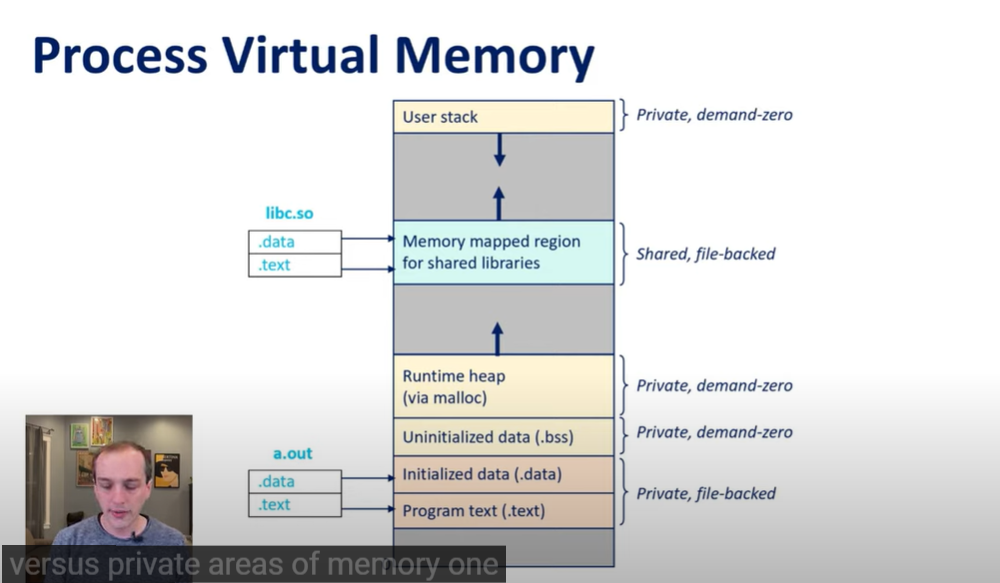 Process Virtual Memory
User stack
Private, demand-zero
libc.so
.data
.text
Memory mapped region
for shared libraries
Shared, file-backed
Runtime heap
(via malloc)
Private, demand-zero
Uninitialized data (.bss)
Private, demand-zero
a.out
.data
.text
Initialized data (.data)
Program text (.text)
Private, file-backed
versus private areas of memory one